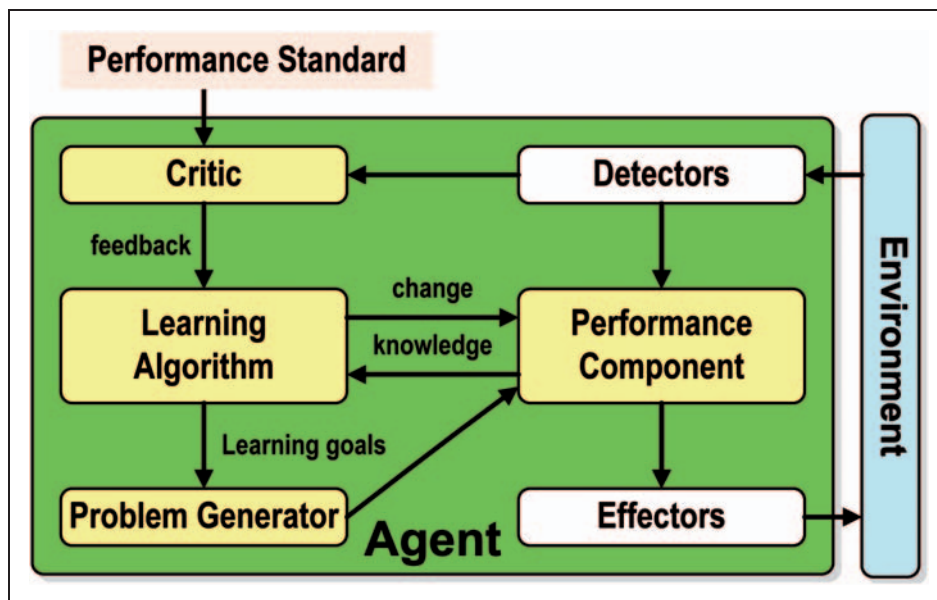 Performance Standard
Critic
Detectors
feedback
Learning
Algorithm
change
knowledge
Performance
Component
Learning goals
Problem Generator
Effectors
Agent
Environment